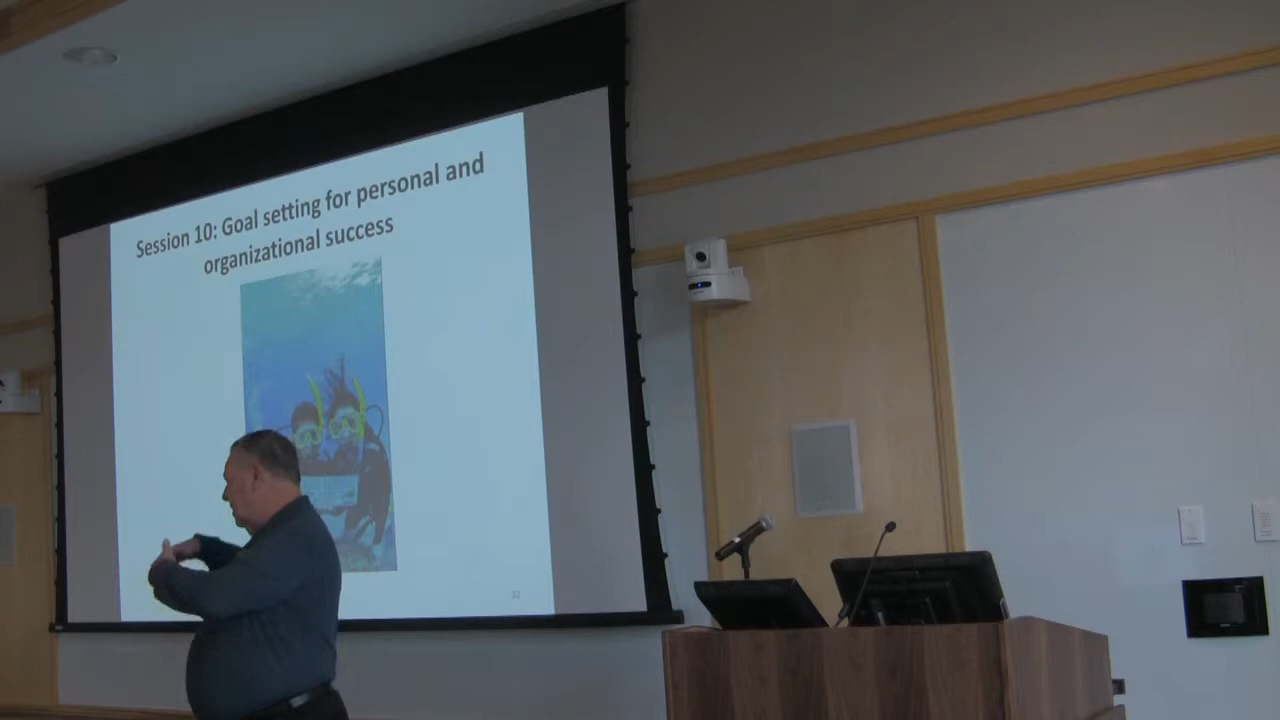 Session 10: Goal setting for personal and
organizational success